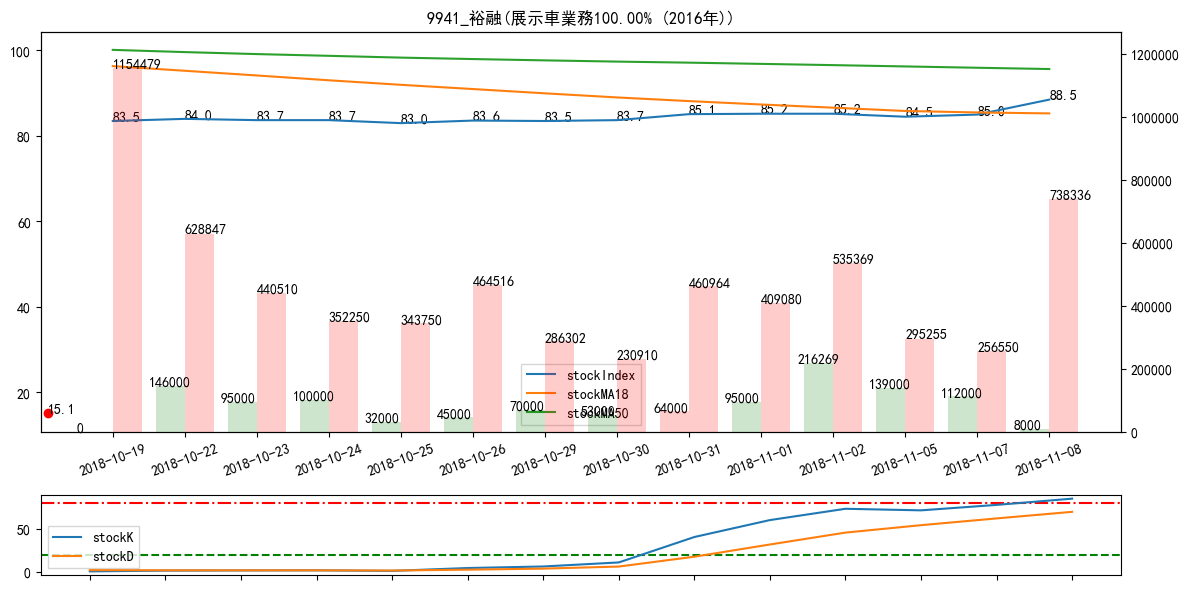 9941_裕融(展示車業務100.00% (2016年))
100
80
60
40
20
1200000
1000000
800000
600000
400000
200000
0
83.5 84.0 83.7 83.7 83.0 83.6 83.5 83.7 85.1 85.2 85.2 84.5 85.0 88.5
1154479 628847 440510 352250 343750 464516 286302 230910 460964 409080 535369 295255 256550 738336
0 146000 95000 100000 32000 45000 70000 53000 64000 95000 216269 139000 112000 8000
15.1
stockIndex
stockMA18
stockMA50
2018-10-19 2018-10-22 2018-10-23 2018-10-24 2018-10-25 2018-10-26 2018-10-29 2018-10-30 2018-10-31 2018-11-01 2018-11-02 2018-11-05 2018-11-07 2018-11-08
50
0
stockK
stockD